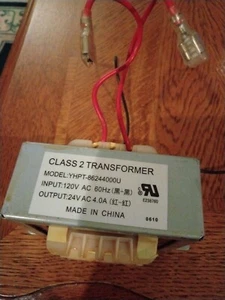 CLASS 2 TRANSFORMER
MODEL:YHPT-86244000U
INPUT:120V AC 60Hz(黑-黑)
OUTPUT:24V AC 4.0A (红-红)
MADE IN CHINA